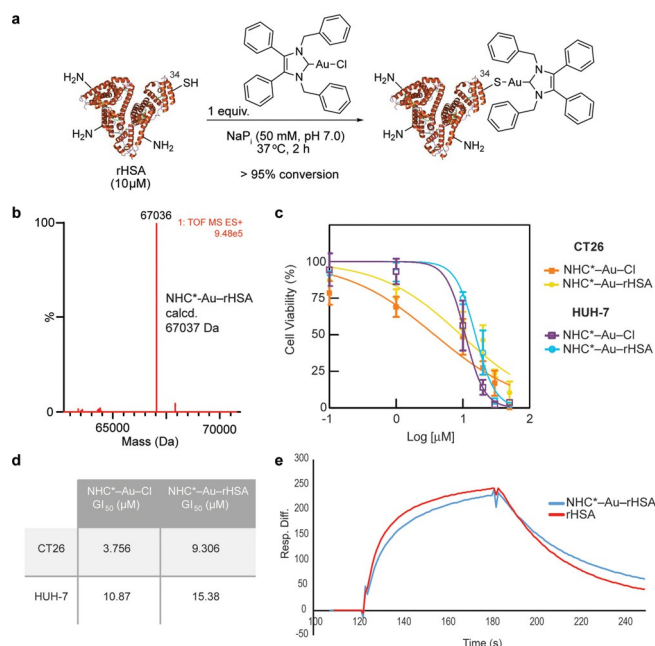 a
H₂N
34
SH
NH₂
H₂N
rHSA
(10µM)
N
Au–Cl
N
1 equiv.
NaPᵢ (50 mM, pH 7.0)
37ºC, 2 h
> 95% conversion
34
S–Au
N
N
H₂N
H₂N
NH₂
b
67036
1: TOF MS ES+
9.48e5
100
%
0
NHC*–Au–rHSA
calcd.
67037 Da
65000
70000
Mass (Da)
c
Cell Viability (%)
100
75
50
25
0
-1
0
1
2
Log [µM]
CT26
NHC*–Au–Cl
NHC*–Au–rHSA
HUH-7
NHC*–Au–Cl
NHC*–Au–rHSA
d
NHC*–Au–Cl
GI₅₀ (µM)
NHC*–Au–rHSA
GI₅₀ (µM)
CT26
3.756
9.306
HUH-7
10.87
15.38
e
Resp. Diff.
300
250
200
150
100
50
0
-50
100
120
140
160
180
200
220
240
Time (s)
NHC*–Au–rHSA
rHSA